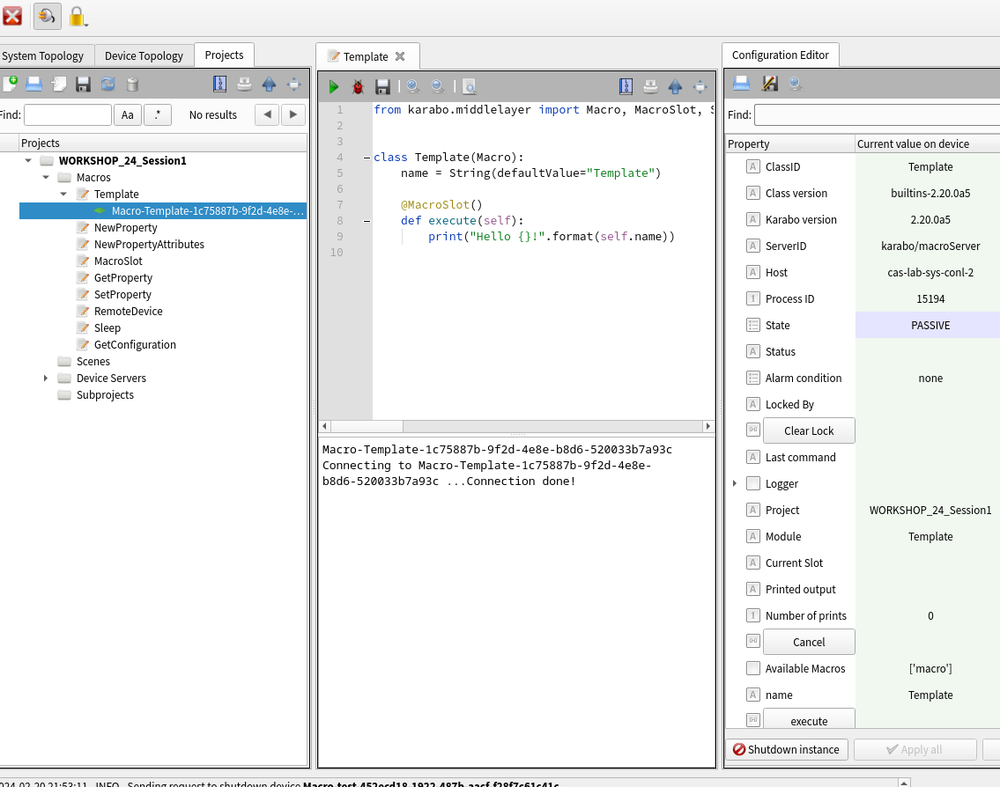 System Topology
Device Topology
Projects
Find:
Aa
.*
No results
Projects
WORKSHOP_24_Session1
Macros
Template
Macro-Template-1c75887b-9f2d-4e8e-...
NewProperty
NewPropertyAttributes
MacroSlot
GetProperty
SetProperty
RemoteDevice
Sleep
GetConfiguration
Scenes
Device Servers
Subprojects
Template
1 from karabo.middlelayer import Macro, MacroSlot, S
2
3
4 class Template(Macro):
5 name = String(defaultValue="Template")
6
7 @MacroSlot()
8 def execute(self):
9 print("Hello {}!".format(self.name))
10
Macro-Template-1c75887b-9f2d-4e8e-b8d6-520033b7a93c
Connecting to Macro-Template-1c75887b-9f2d-4e8e-
b8d6-520033b7a93c ...Connection done!
Configuration Editor
Find:
Property Current value on device
ClassID Template
Class version builtins-2.20.0a5
Karabo version 2.20.0a5
ServerID karabo/macroServer
Host cas-lab-sys-conl-2
Process ID 15194
State PASSIVE
Status
Alarm condition none
Locked By
Clear Lock
Last command
Logger
Project WORKSHOP_24_Session1
Module Template
Current Slot
Printed output
Number of prints 0
Cancel
Available Macros ['macro']
name Template
execute
Shutdown instance Apply all
024-02-20 21:53:11 INFO Sending request to shutdown device Macro-test-452ecd18-1922-487b-aacf-f28f7c61c41c